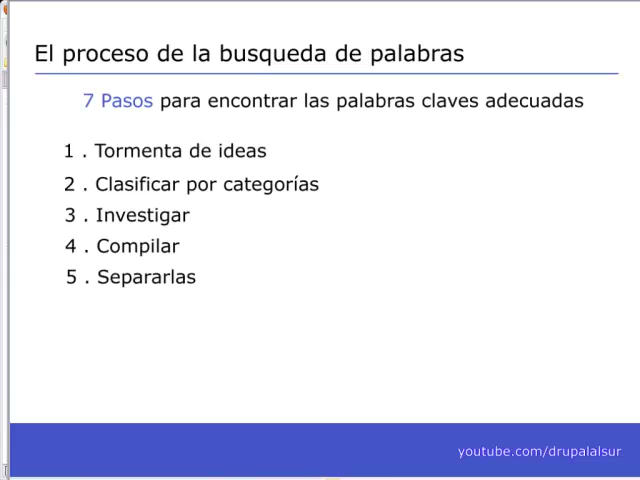 El proceso de la busqueda de palabras
7 Pasos para encontrar las palabras claves adecuadas
1 . Tormenta de ideas
2 . Clasificar por categorías
3 . Investigar
4 . Compilar
5 . Separarlas
youtube.com/drupalalsur